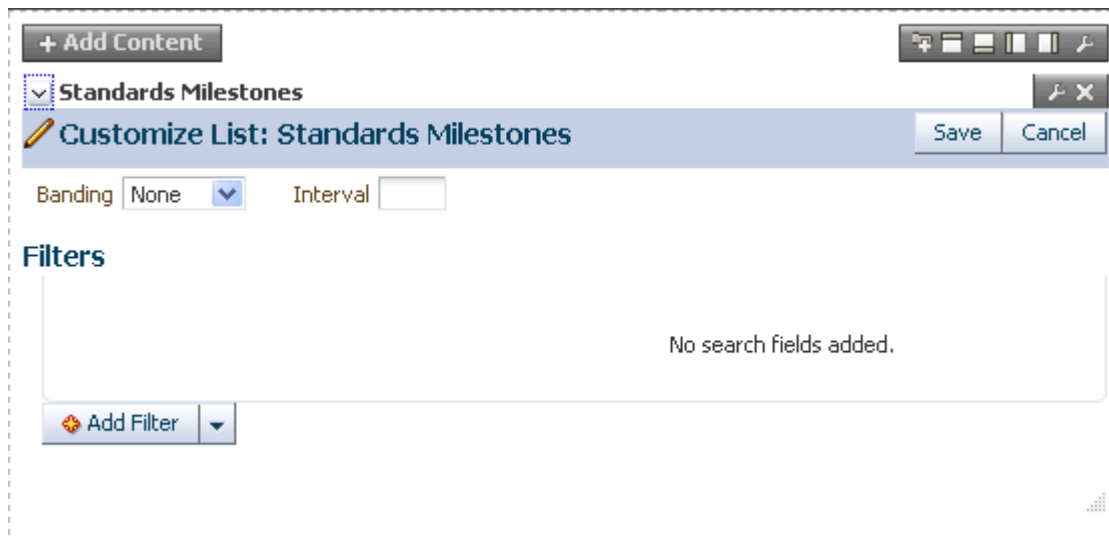 + Add Content
Standards Milestones
Customize List: Standards Milestones Save Cancel
Banding None Interval
Filters
No search fields added.
Add Filter